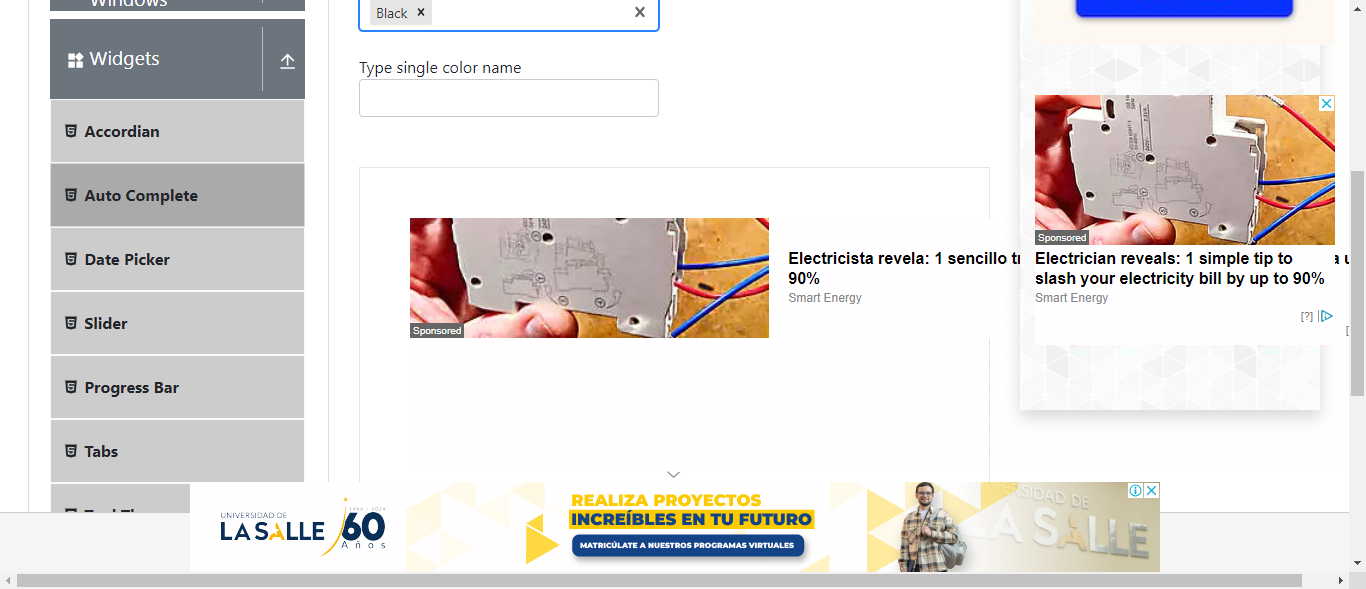 Windows
Widgets
Accordian
Auto Complete
Date Picker
Slider
Progress Bar
Tabs
Black
Type single color name
Sponsored
Electricista revela: 1 sencillo
90%
Smart Energy
Sponsored
Electrician reveals: 1 simple tip to
slash your electricity bill by up to 90%
Smart Energy
[?]
UNIVERSIDAD DE
LA SALLE
60
Años
REALIZA PROYECTOS
INCREÍBLES EN TU FUTURO
MATRICÚLATE A NUESTROS PROGRAMAS VIRTUALES